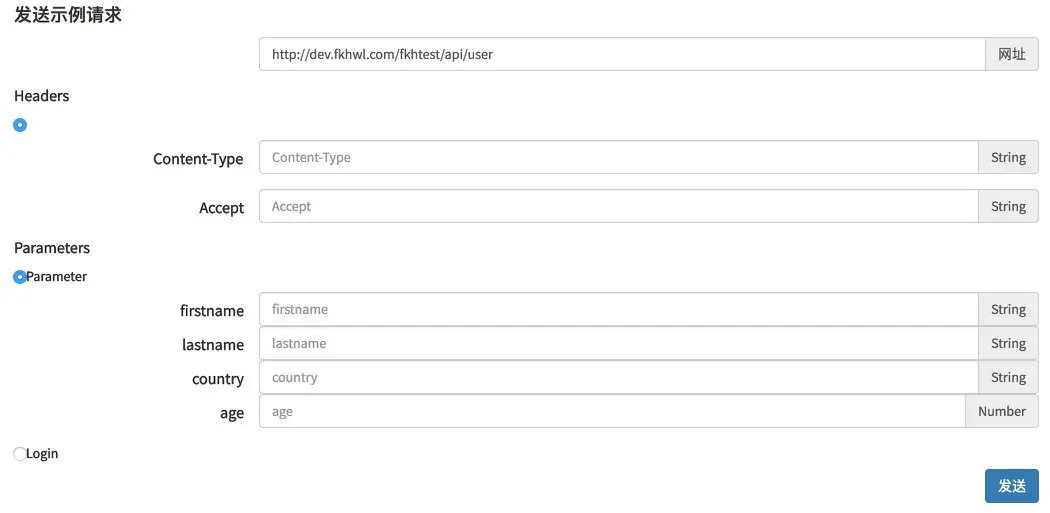 发送示例请求
http://dev.fkhwl.com/fkhtest/api/user 网址
Headers
Content-Type Content-Type String
Accept Accept String
Parameters
Parameter
firstname firstname String
lastname lastname String
country country String
age age Number
Login
发送